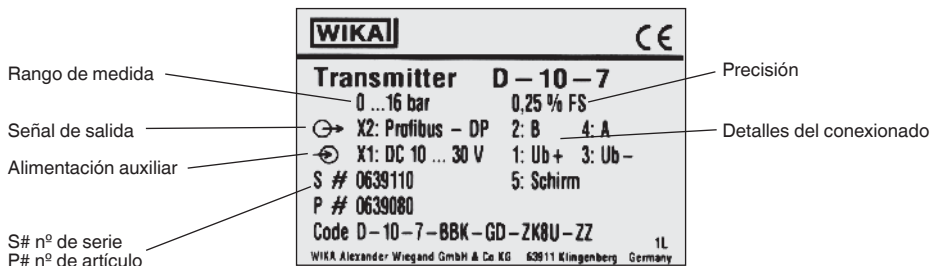 WIKA
CE
Transmitter D-10-7
0 ...16 bar 0,25 % FS
X2: Profibus - DP 2: B 4: A
X1: DC 10 ... 30 V 1: Ub+ 3: Ub-
S # 0639110 5: Schirm
P # 0639080
Code D-10-7-BBK-GD-ZK8U-ZZ
1L
WIKA Alexander Wiegand GmbH & Co KG 63911 Klingenberg Germany
Rango de medida
Señal de salida
Alimentación auxiliar
S# nº de serie
P# nº de artículo
Precisión
Detalles del conexionado